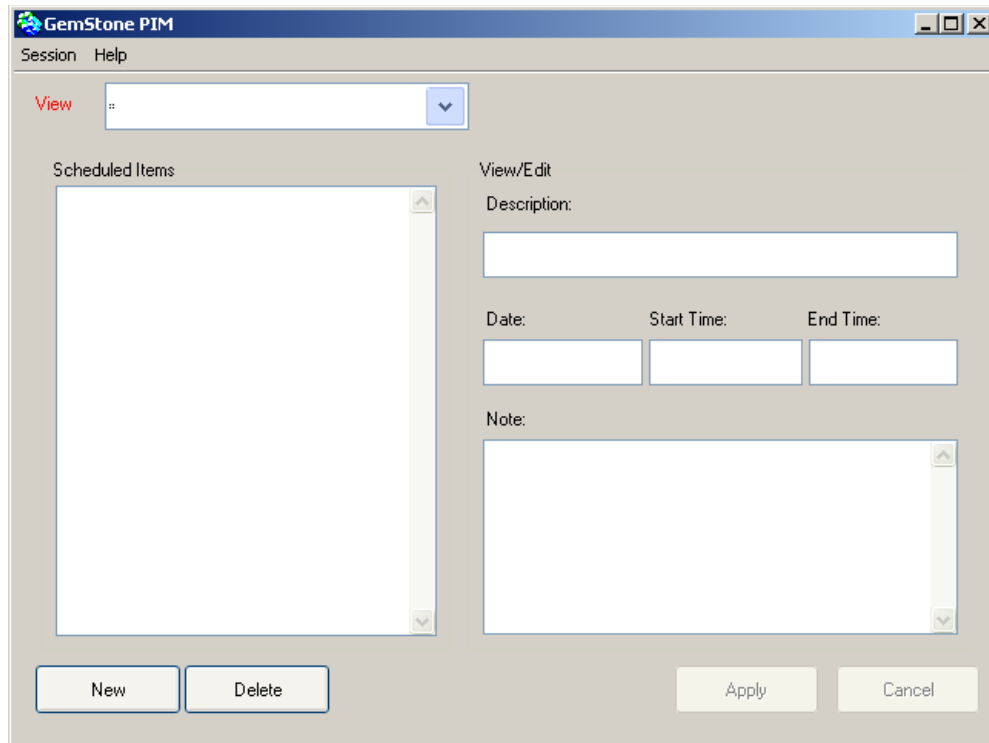 GemStone PIM
Session Help
View
Scheduled Items
View/Edit
Description:
Date: Start Time: End Time:
Note:
New Delete Apply Cancel